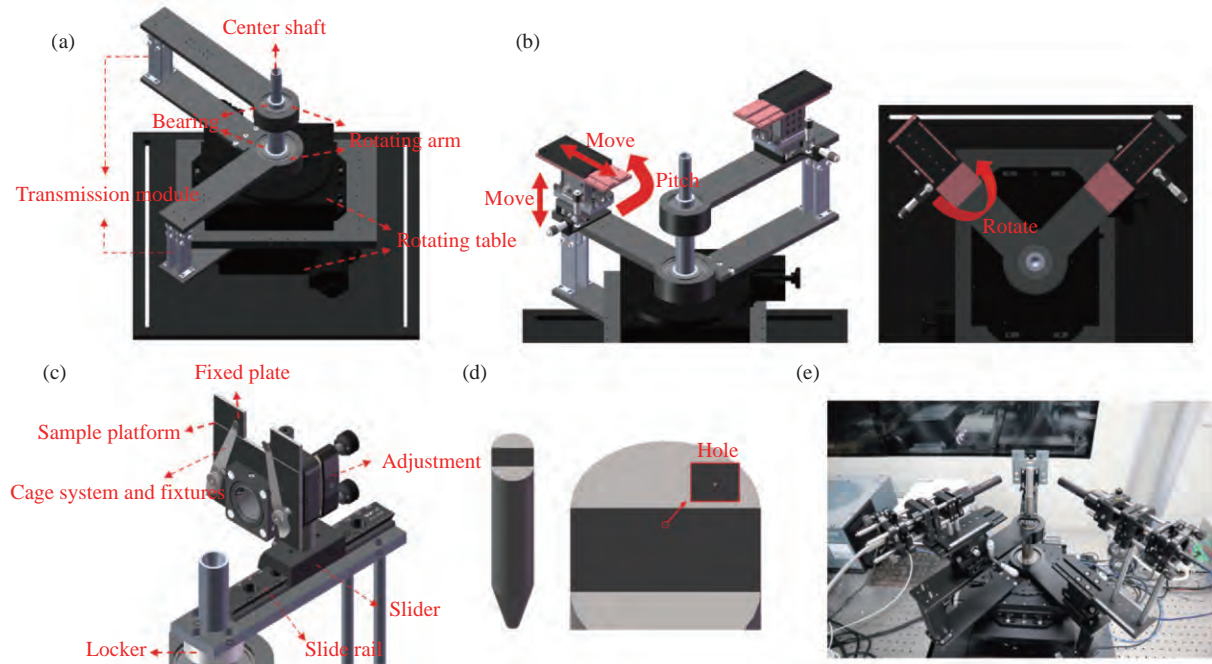 (a)
Center shaft
Bearing
Rotating arm
Transmission module
Rotating table
(b)
Move
Pitch
Move
Rotate
(c)
Fixed plate
Sample platform
Cage system and fixtures
Adjustment
Slider
Slide rail
Locker
(d)
Hole
(e)